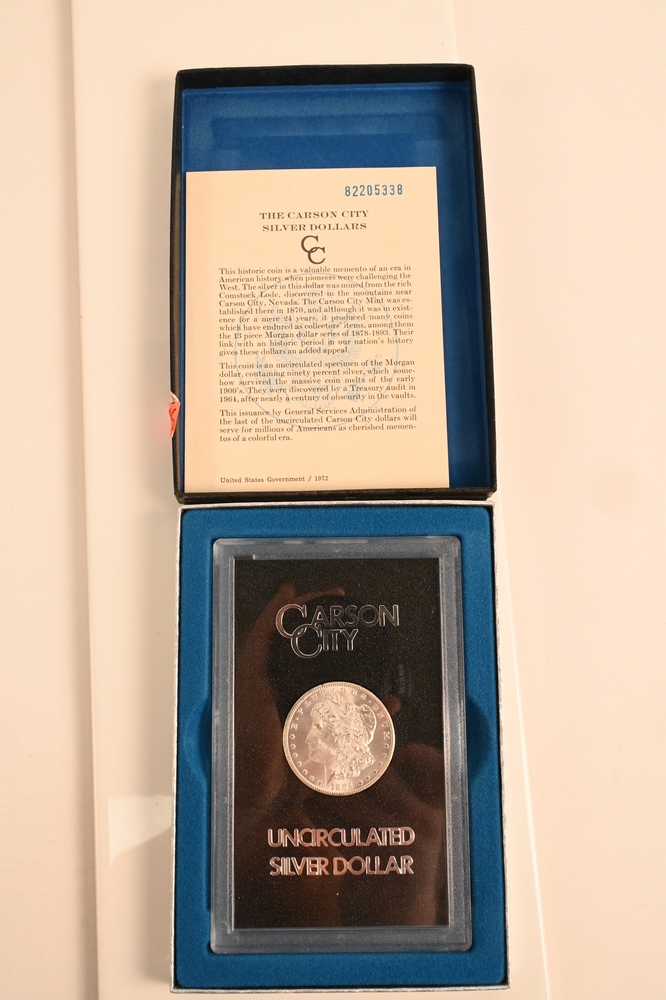 82205338
THE CARSON CITY
SILVER DOLLARS
CC
This historic coin is a valuable memento of an era in
American history when pioneers were challenging the
West. The silver in this dollar was mined from the rich
Comstock Lode, discovered in the mountains near
Carson City, Nevada. The Carson City Mint was es-
tablished there in 1870, and although it was in exist-
ence for a mere 24 years, it produced many coins
which have endured as collectors' items, among them
the 13 piece Morgan dollar series of 1878-1893. Their
link with an historic period in our nation's history
gives these dollars an added appeal.
This coin is an uncirculated specimen of the Morgan
dollar, containing ninety percent silver, which some-
how survived the massive coin melts of the early
1900's. They were discovered by a Treasury audit in
1964, after nearly a century of obscurity in the vaults.
This issuance by General Services Administration of
the last of the uncirculated Carson City dollars will
serve for millions of Americans as cherished memen-
tos of a colorful era.
United States Government / 1972
CARSON
CITY
E·PLURIBUS·UNUM
UNCIRCULATED
SILVER DOLLAR